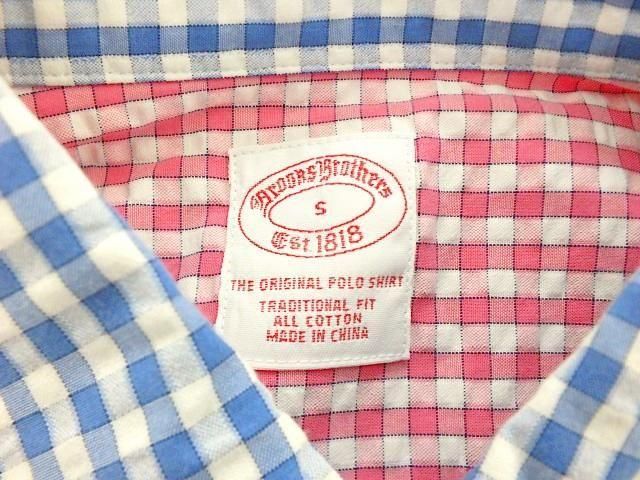 Brooks Brothers
S
Est 1818
THE ORIGINAL POLO SHIRT
TRADITIONAL FIT
ALL COTTON
MADE IN CHINA